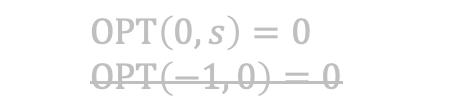 OPT(0, s) = 0
OPT(−1, 0) = 0